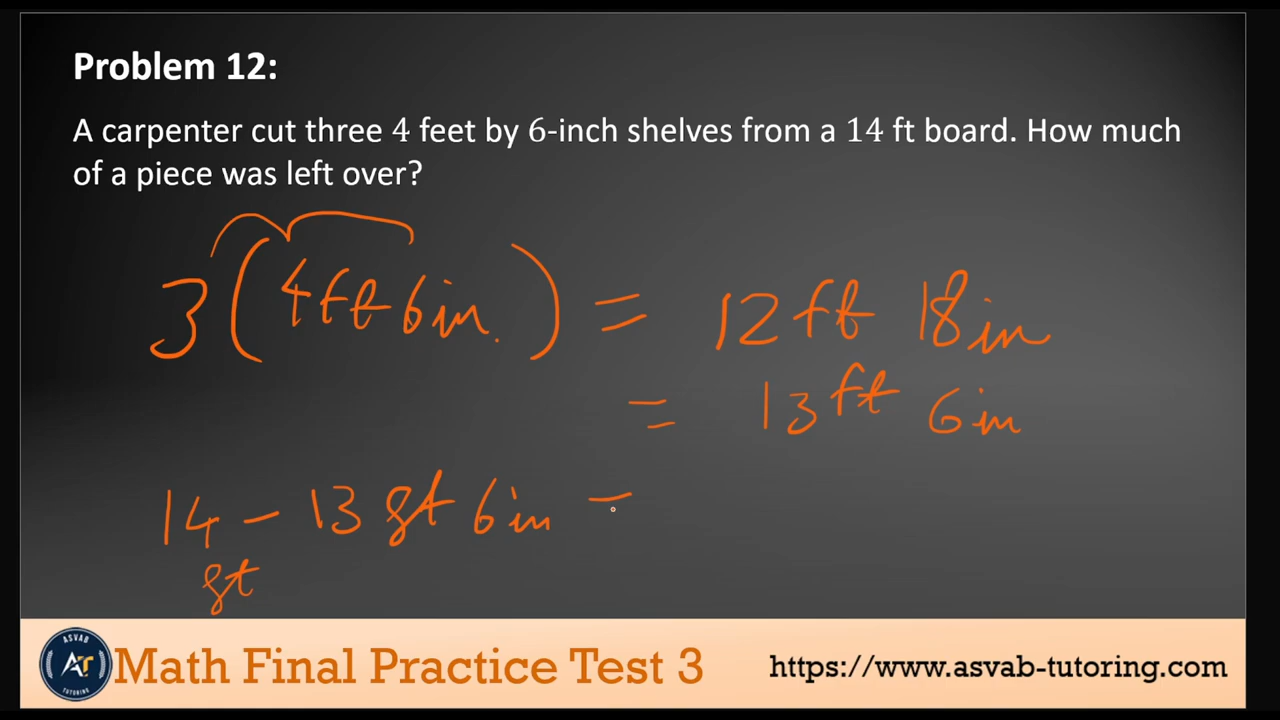 Problem 12:
A carpenter cut three 4 feet by 6-inch shelves from a 14 ft board. How much
of a piece was left over?
3(4ft 6in.) = 12ft 18in
= 13ft 6in
14 - 13 ft 6in =
ft
ASVAB
AT
TUTORING
Math Final Practice Test 3
https://www.asvab-tutoring.com